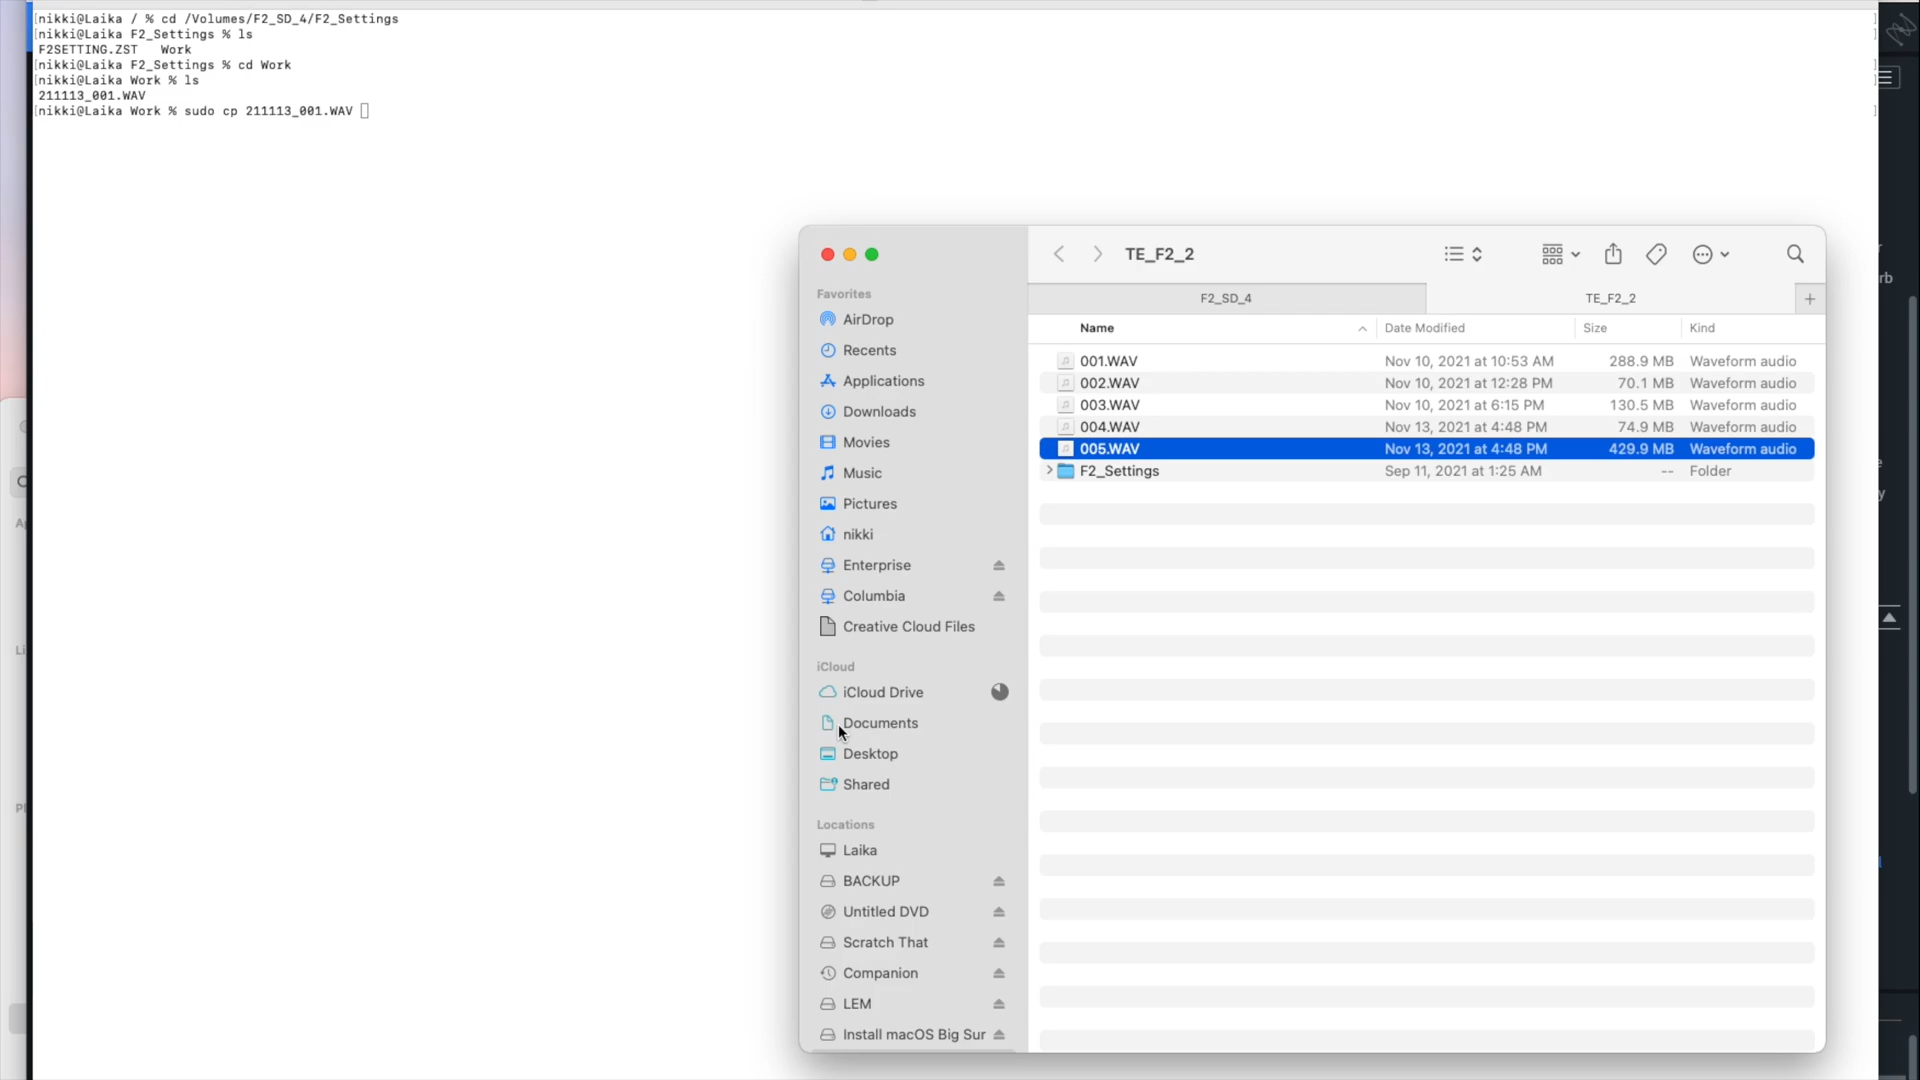 [nikki@Laika / % cd /Volumes/F2_SD_4/F2_Settings ]
[nikki@Laika F2_Settings % ls ]
F2SETTING.ZST   Work
[nikki@Laika F2_Settings % cd Work ]
[nikki@Laika Work % ls ]
211113_001.WAV
[nikki@Laika Work % sudo cp 211113_001.WAV ]
TE_F2_2
F2_SD_4
TE_F2_2
+
Name Date Modified Size Kind
001.WAV Nov 10, 2021 at 10:53 AM 288.9 MB Waveform audio
002.WAV Nov 10, 2021 at 12:28 PM 70.1 MB Waveform audio
003.WAV Nov 10, 2021 at 6:15 PM 130.5 MB Waveform audio
004.WAV Nov 13, 2021 at 4:48 PM 74.9 MB Waveform audio
005.WAV Nov 13, 2021 at 4:48 PM 429.9 MB Waveform audio
F2_Settings Sep 11, 2021 at 1:25 AM -- Folder
Favorites
AirDrop
Recents
Applications
Downloads
Movies
Music
Pictures
nikki
Enterprise
Columbia
Creative Cloud Files
iCloud
iCloud Drive
Documents
Desktop
Shared
Locations
Laika
BACKUP
Untitled DVD
Scratch That
Companion
LEM
Install macOS Big Sur
rb